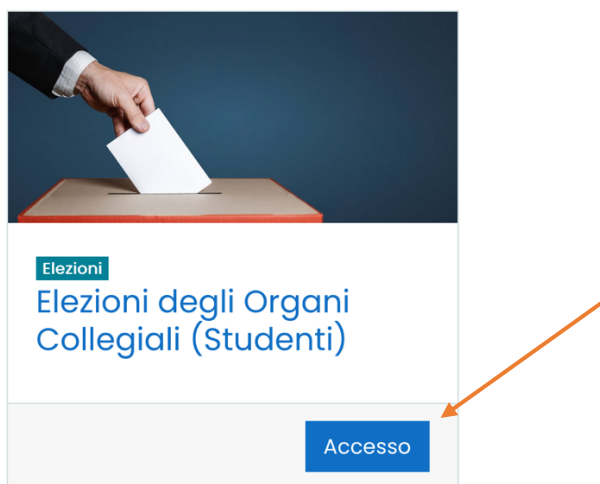 Elezioni
Elezioni degli Organi
Collegiali (Studenti)
Accesso